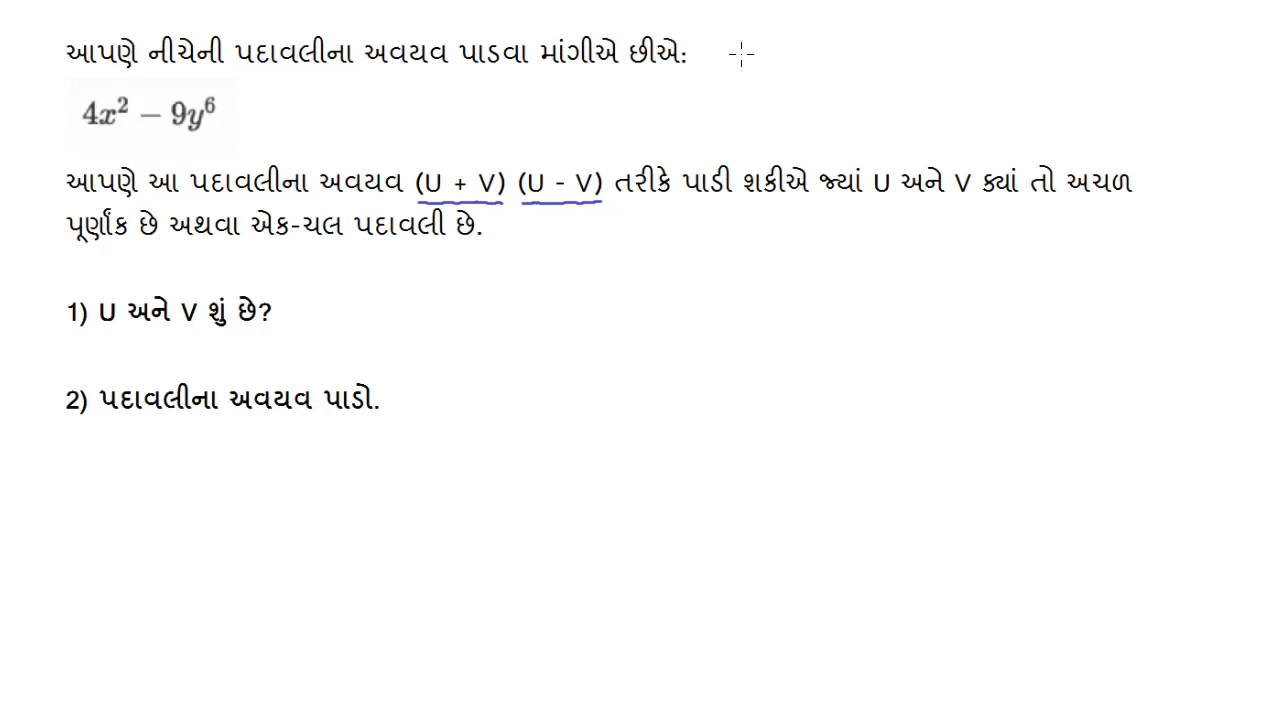 આપણે નીચેની પદાવલીના અવયવ પાડવા માંગીએ છીએ:
4x² − 9y⁶
આપણે આ પદાવલીના અવયવ (U + V) (U - V) તરીકે પાડી શકીએ જ્યાં U અને V ક્યાં તો અચળ
પૂર્ણાંક છે અથવા એક-ચલ પદાવલી છે.
1) U અને V શું છે?
2) પદાવલીના અવયવ પાડો.